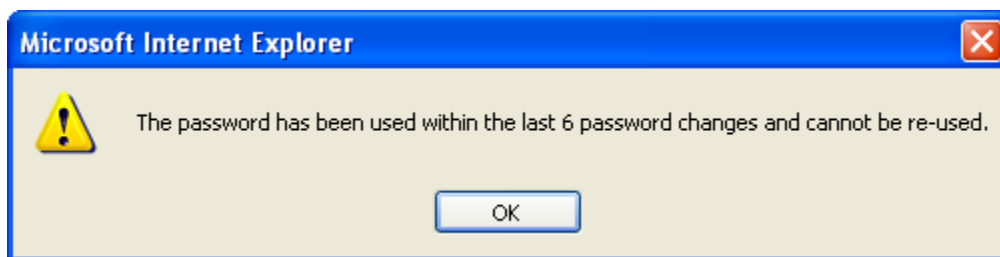 Microsoft Internet Explorer
The password has been used within the last 6 password changes and cannot be re-used.
OK